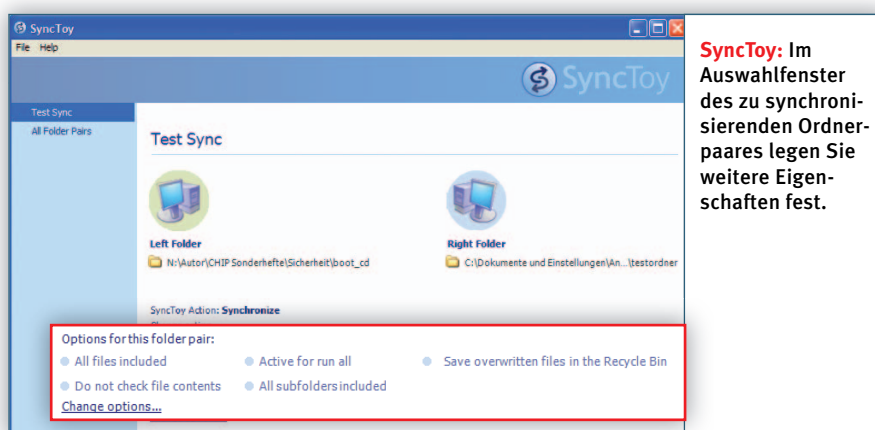 SyncToy
File Help
SyncToy
Test Sync
All Folder Pairs
Test Sync
Left Folder
Right Folder
N:\Autor\CHIP Sonderhefte\Sicherheit\boot_cd
C:\Dokumente und Einstellungen\An...\testordner
SyncToy Action: Synchronize
Options for this folder pair:
All files included
Active for run all
Save overwritten files in the Recycle Bin
Do not check file contents
All subfolders included
Change options...
SyncToy: Im
Auswahlfenster
des zu synchroni-
sierenden Ordner-
paares legen Sie
weitere Eigen-
schaften fest.